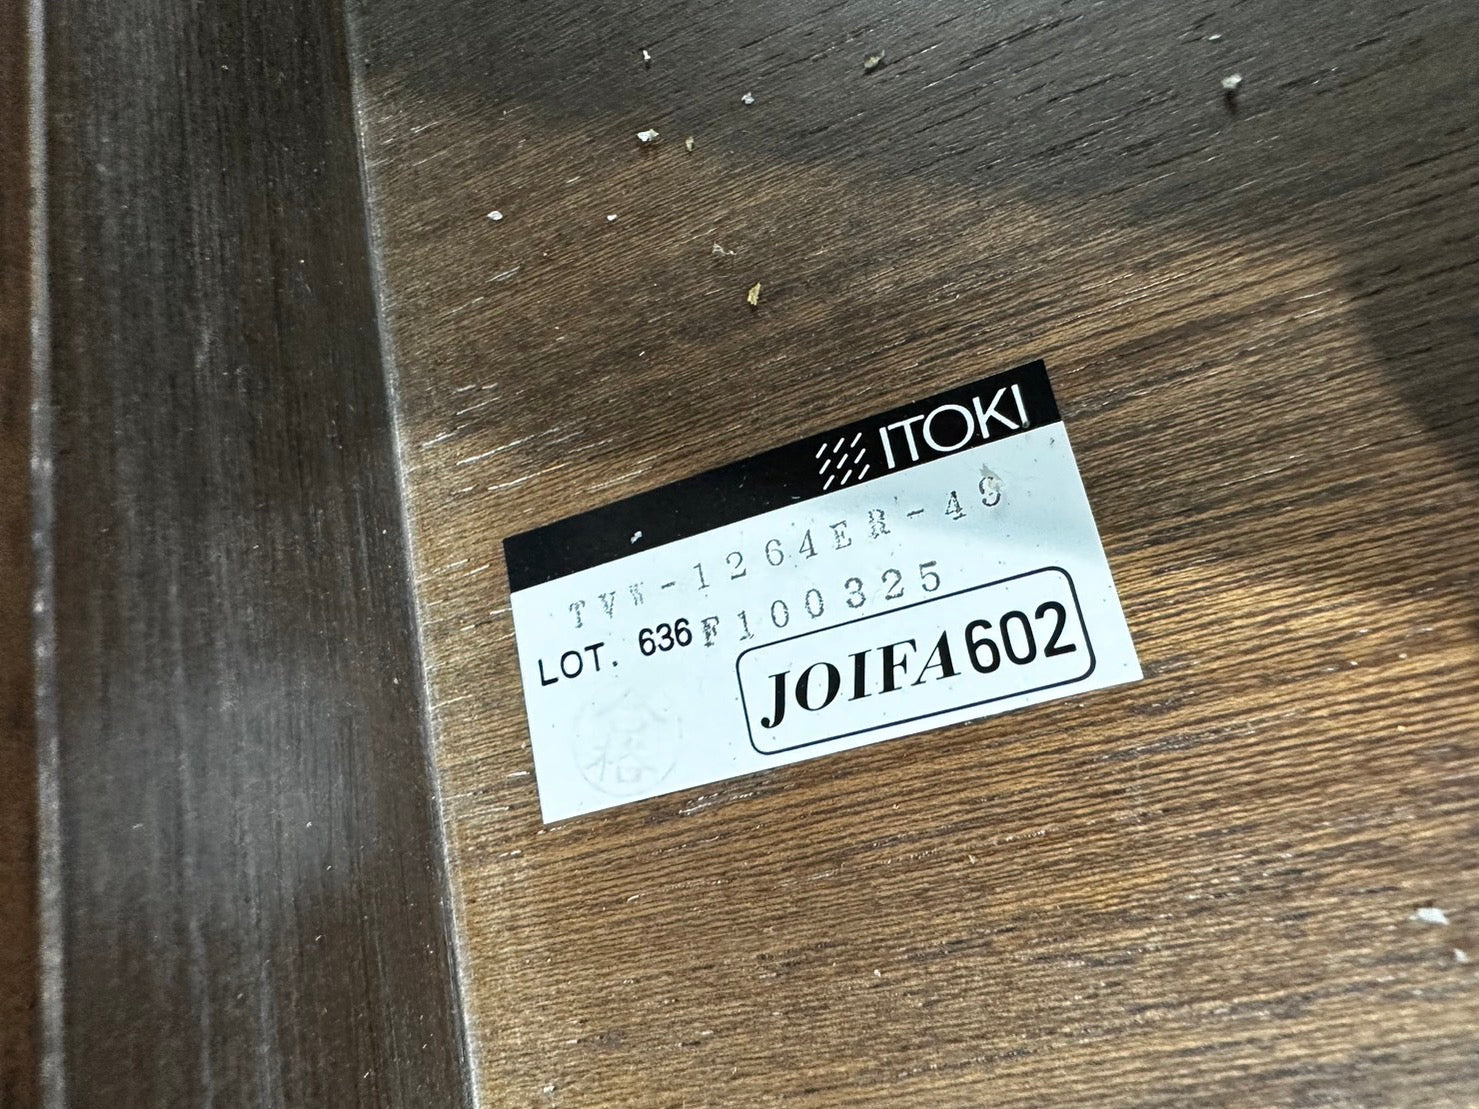 ITOKI
TVW-1264ER-49
LOT. 636 F100325
JOIFA602
合格